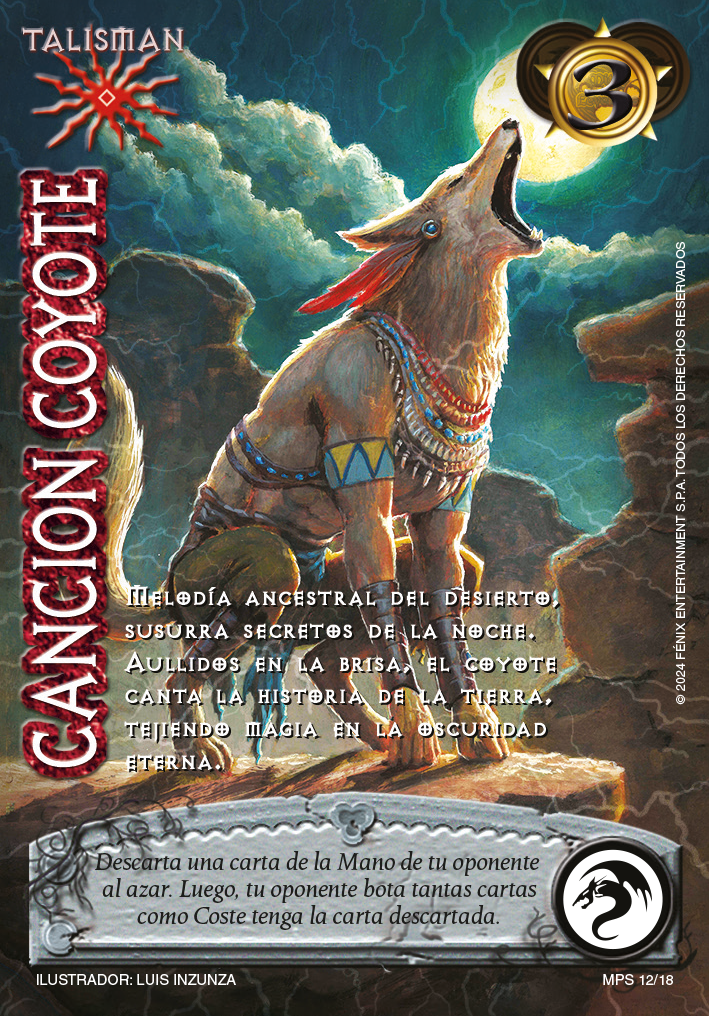 TALISMAN
3
CANCION COYOTE
Melodía ancestral del desierto,
susurra secretos de la noche.
Aullidos en la brisa, el coyote
canta la historia de la tierra,
tejiendo magia en la oscuridad
eterna.
© 2024 FÉNIX ENTERTAINMENT S.P.A. TODOS LOS DERECHOS RESERVADOS
Descarta una carta de la Mano de tu oponente
al azar. Luego, tu oponente bota tantas cartas
como Coste tenga la carta descartada.
ILUSTRADOR: LUIS INZUNZA
MPS 12/18